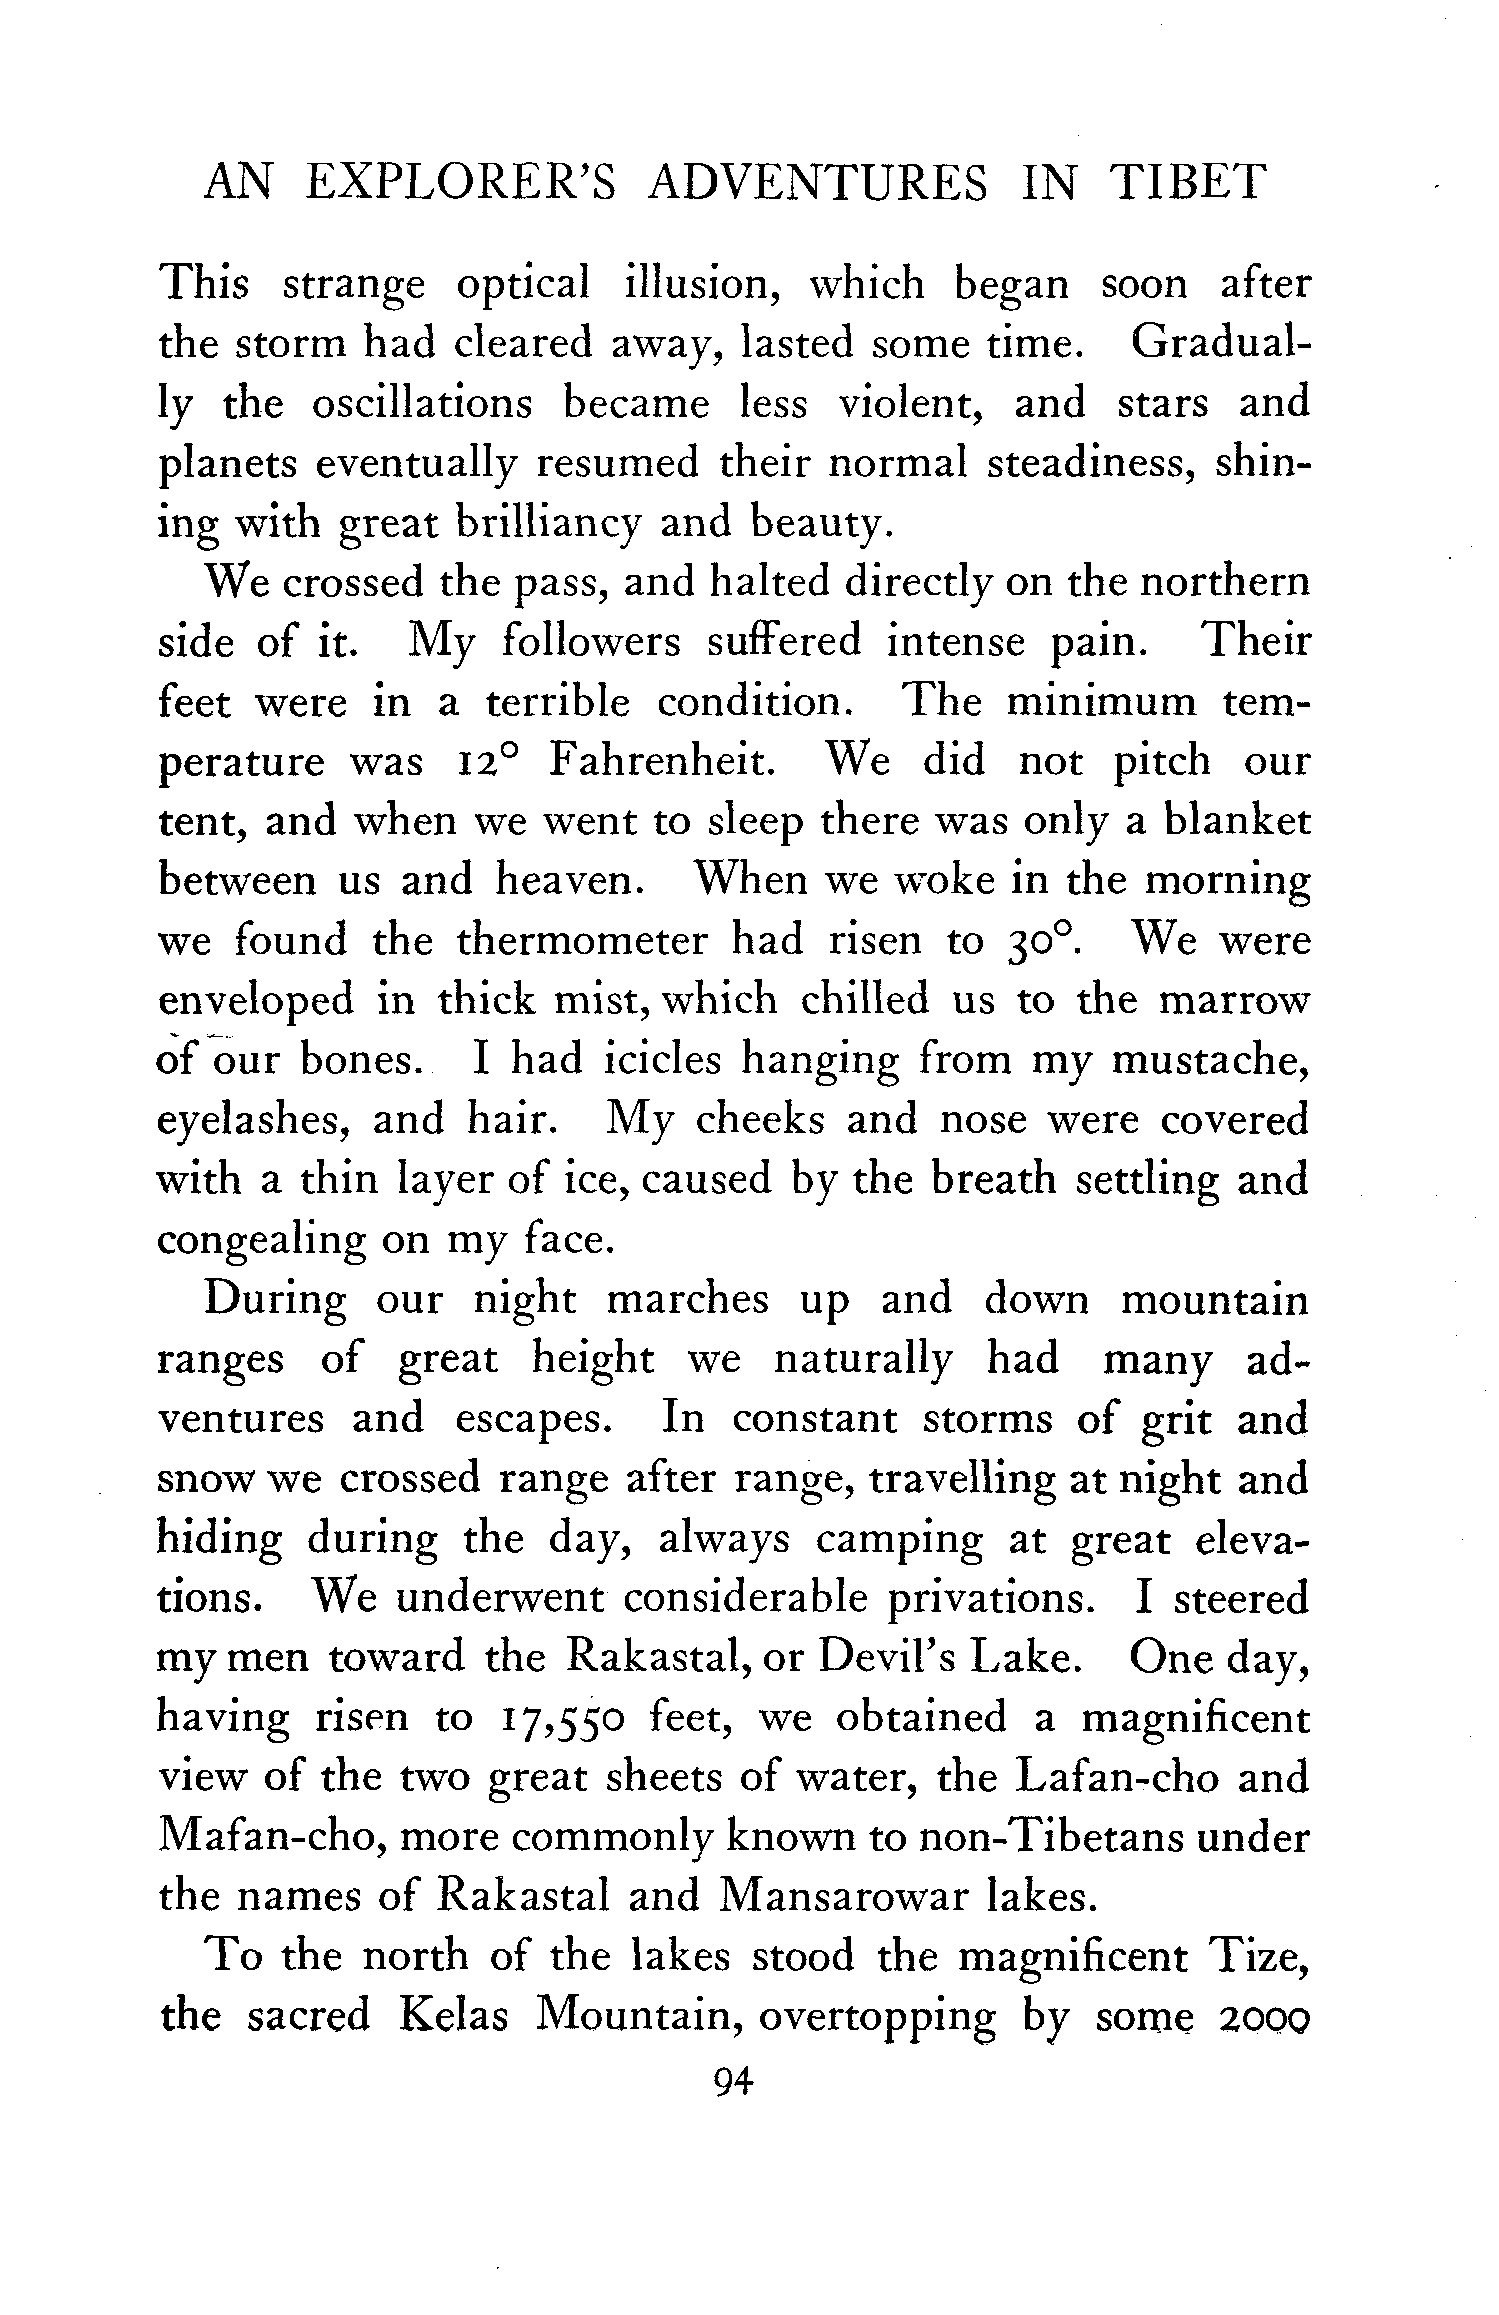 AN EXPLORER'S ADVENTURES IN TIBET
This strange optical illusion, which began soon after
the storm had cleared away, lasted some time. Gradual-
ly the oscillations became less violent, and stars and
planets eventually resumed their normal steadiness, shin-
ing with great brilliancy and beauty.
We crossed the pass, and halted directly on the northern
side of it. My followers suffered intense pain. Their
feet were in a terrible condition. The minimum tem-
perature was 12° Fahrenheit. We did not pitch our
tent, and when we went to sleep there was only a blanket
between us and heaven. When we woke in the morning
we found the thermometer had risen to 30°. We were
enveloped in thick mist, which chilled us to the marrow
of our bones. I had icicles hanging from my mustache,
eyelashes, and hair. My cheeks and nose were covered
with a thin layer of ice, caused by the breath settling and
congealing on my face.
During our night marches up and down mountain
ranges of great height we naturally had many ad-
ventures and escapes. In constant storms of grit and
snow we crossed range after range, travelling at night and
hiding during the day, always camping at great eleva-
tions. We underwent considerable privations. I steered
my men toward the Rakastal, or Devil's Lake. One day,
having risen to 17,550 feet, we obtained a magnificent
view of the two great sheets of water, the Lafan-cho and
Mafan-cho, more commonly known to non-Tibetans under
the names of Rakastal and Mansarowar lakes.
To the north of the lakes stood the magnificent Tize,
the sacred Kelas Mountain, overtopping by some 2000
94